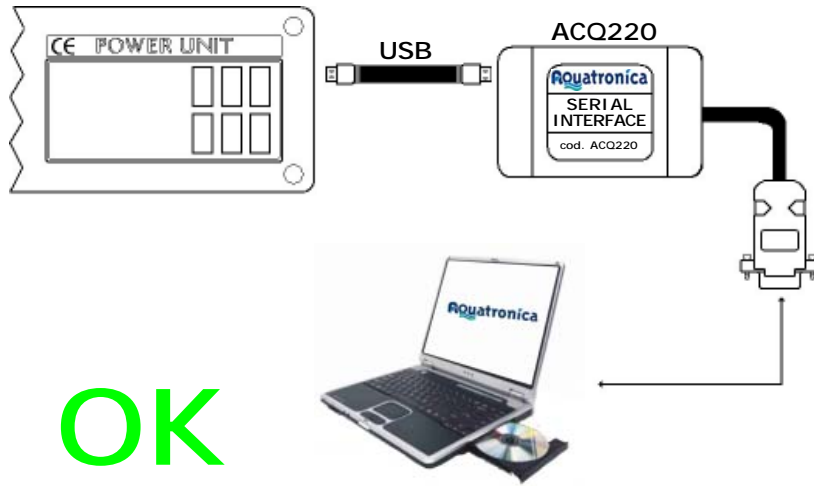 CE POWER UNIT
USB
ACQ220
Aquatronica
SERIAL
INTERFACE
cod. ACQ220
Aquatronica
OK